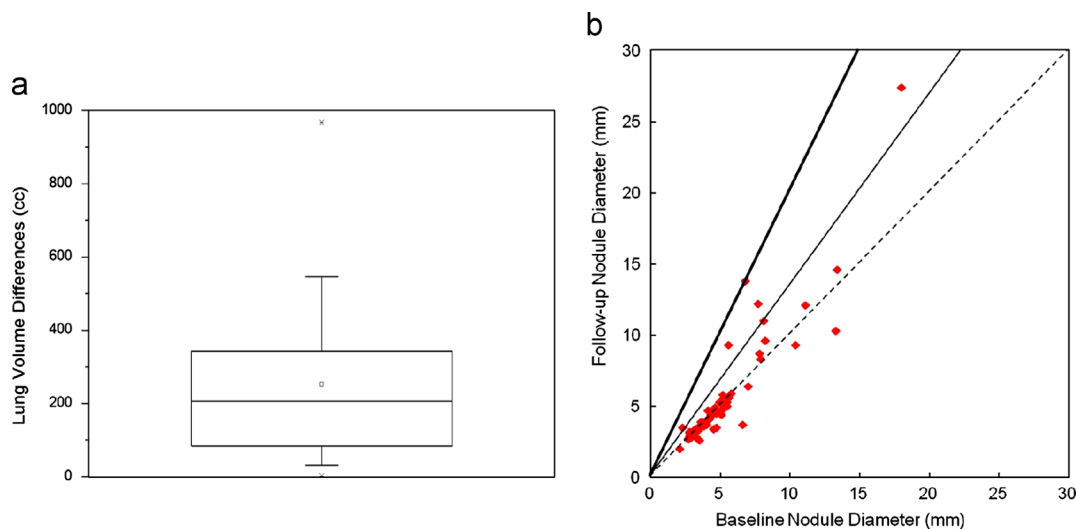 a
Lung Volume Differences (cc)
1000
800
600
400
200
0
b
Follow-up Nodule Diameter (mm)
30
25
20
15
10
5
0
0 5 10 15 20 25 30
Baseline Nodule Diameter (mm)